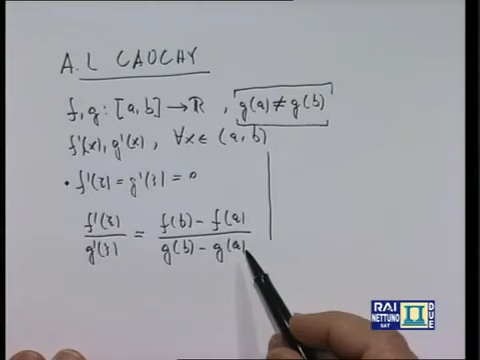 A. L CAUCHY
f, g : [a, b] → ℝ , g(a) ≠ g(b)
f'(x), g'(x), ∀x ∈ (a, b)
• f'(ξ) = g'(ξ) = 0
f'(ξ) / g'(ξ) = f(b) - f(a) / g(b) - g(a)
RAI
NETTUNO
SAT
DUE